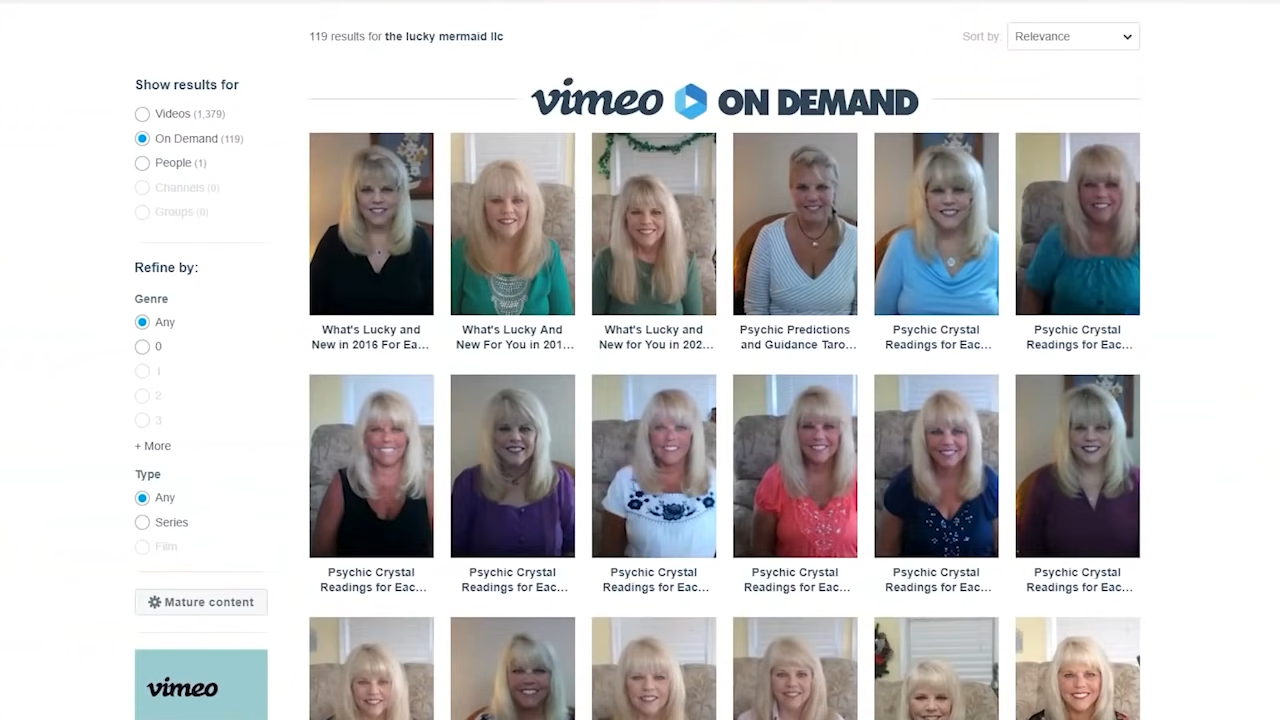 119 results for the lucky mermaid llc
Sort by: Relevance
Show results for
Videos (1,379)
On Demand (119)
People (1)
Channels (0)
Groups (0)
Refine by:
Genre
Any
0
1
2
3
+ More
Type
Any
Series
Film
Mature content
vimeo
vimeo ON DEMAND
What's Lucky and
New in 2016 For Ea...
What's Lucky And
New For You in 201...
What's Lucky and
New for You in 202...
Psychic Predictions
and Guidance Taro...
Psychic Crystal
Readings for Eac...
Psychic Crystal
Readings for Eac...
Psychic Crystal
Readings for Eac...
Psychic Crystal
Readings for Eac...
Psychic Crystal
Readings for Eac...
Psychic Crystal
Readings for Eac...
Psychic Crystal
Readings for Eac...
Psychic Crystal
Readings for Eac...